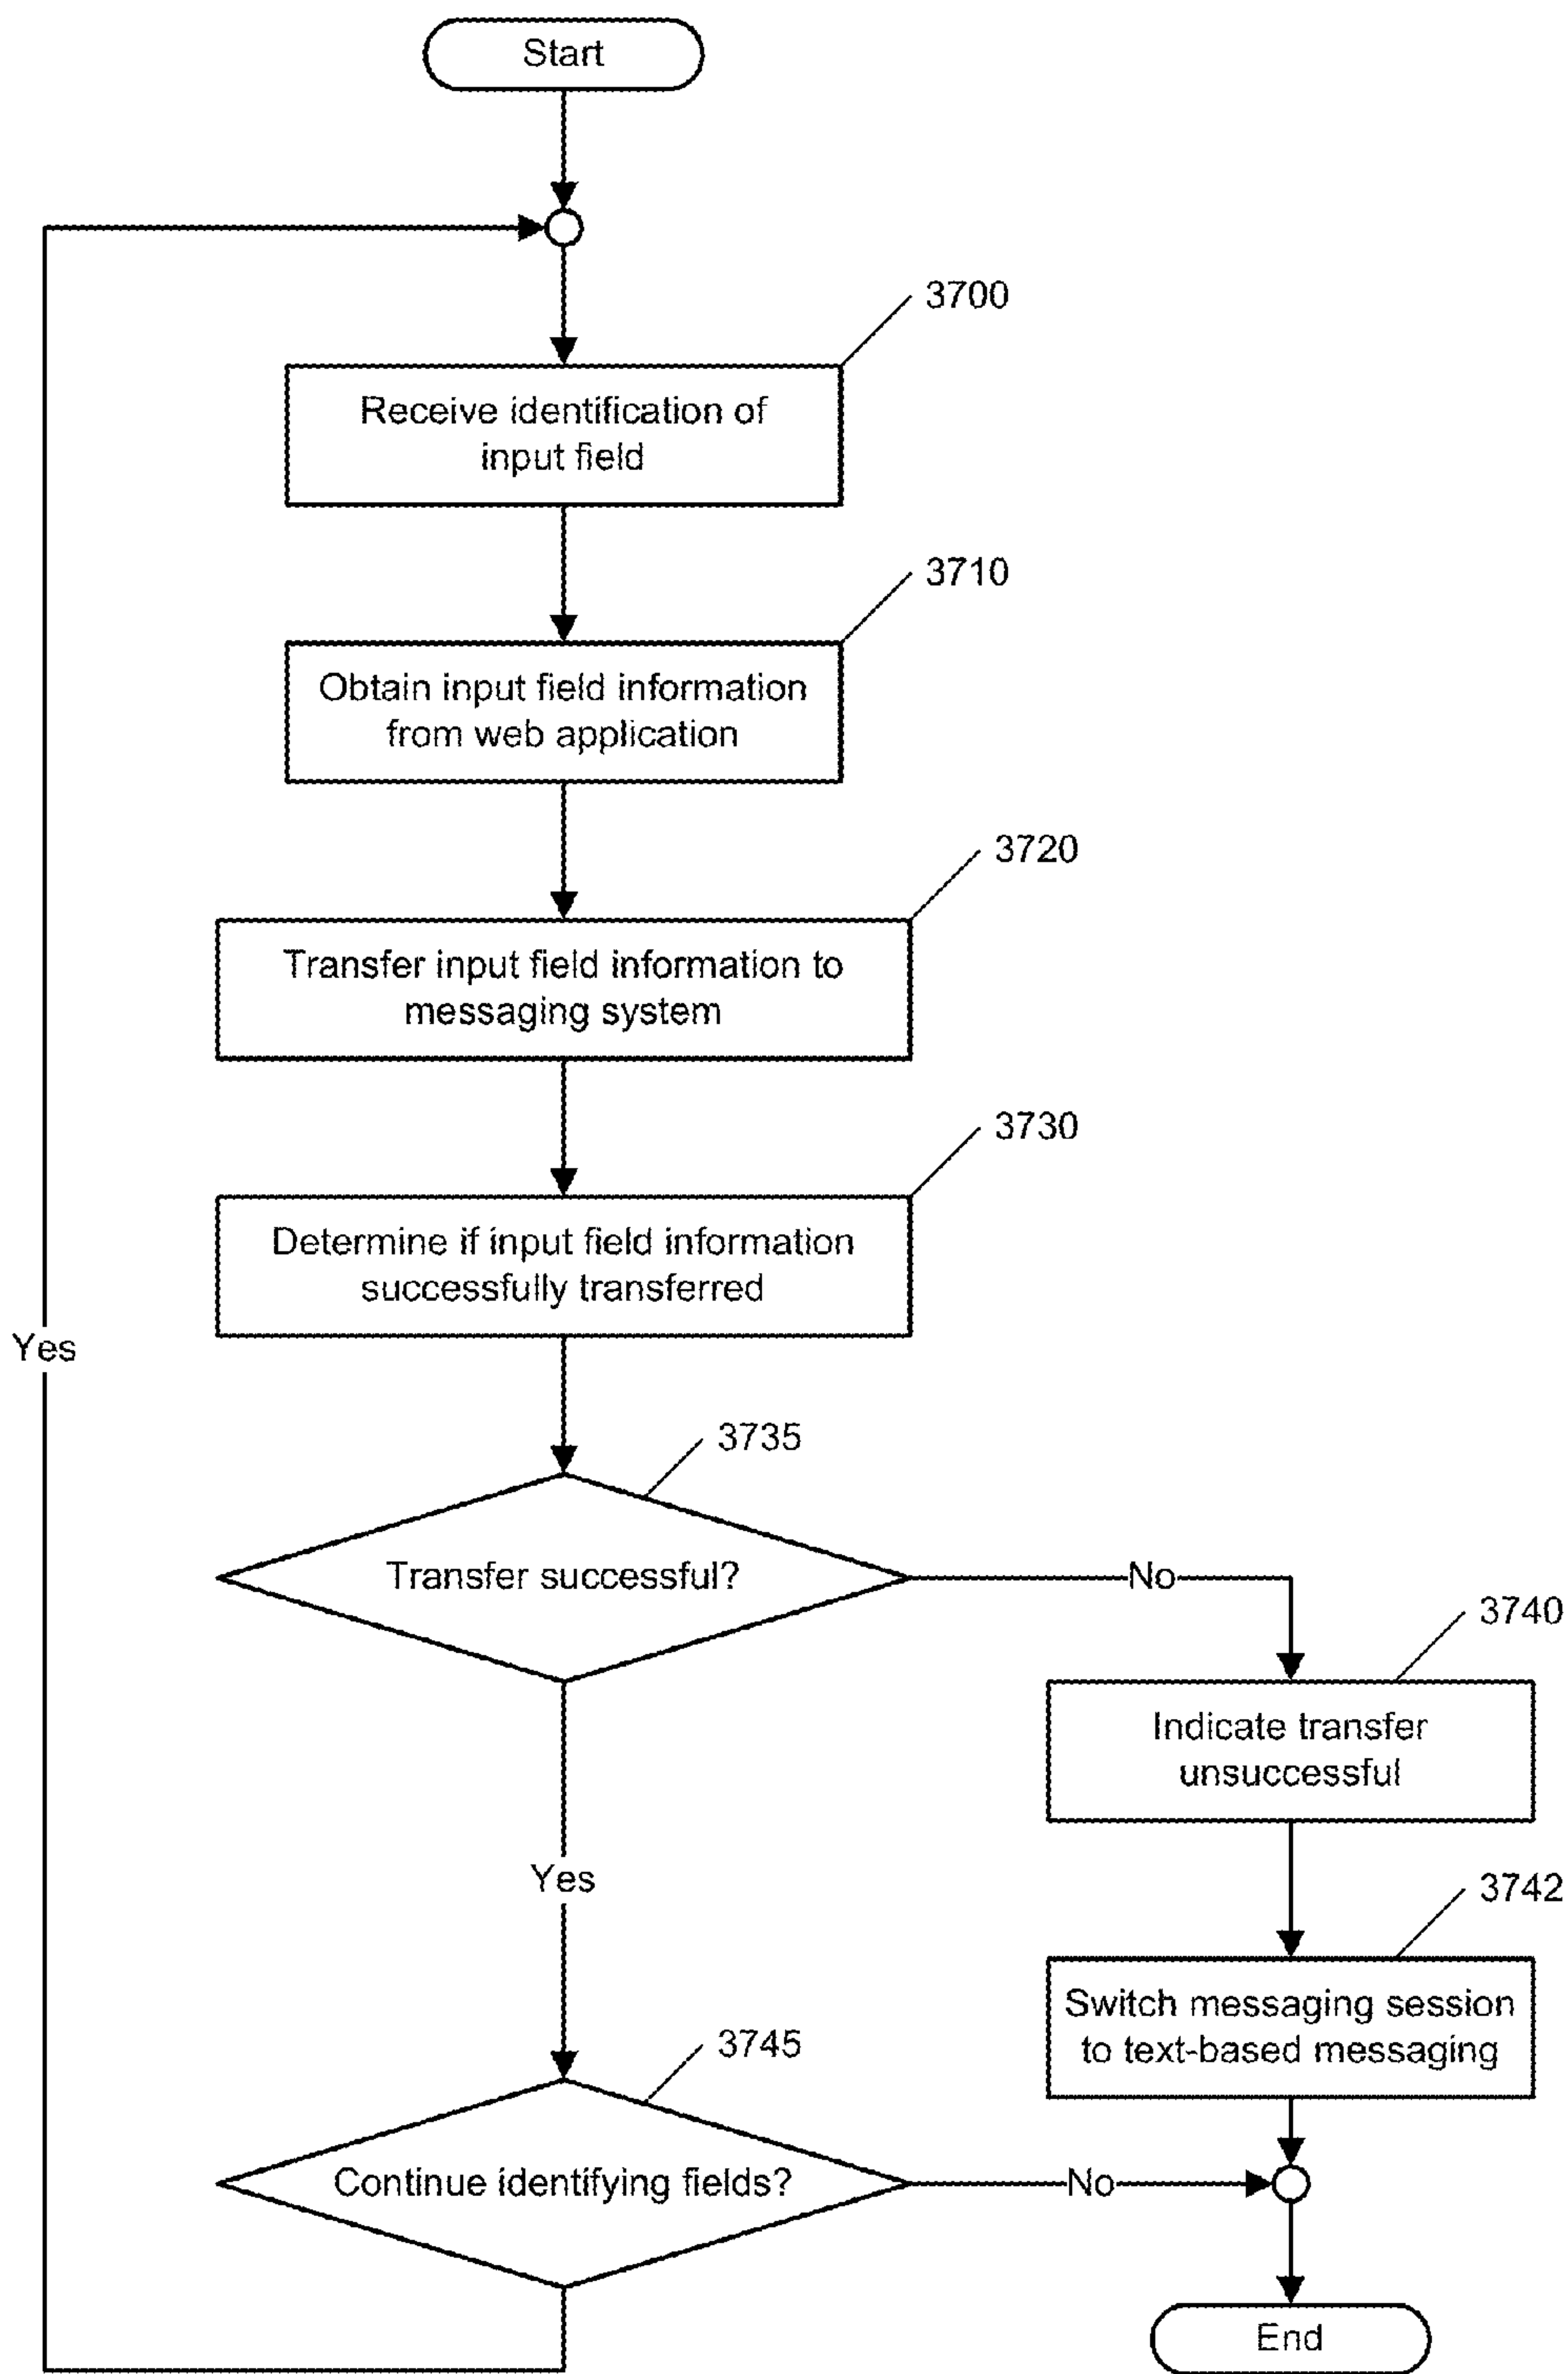 Start
3700
Receive identification of
input field
3710
Obtain input field information
from web application
3720
Transfer input field information to
messaging system
3730
Determine if input field information
successfully transferred
Yes
3735
Transfer successful?
No
3740
Indicate transfer
unsuccessful
Yes
3742
Switch messaging session
to text-based messaging
3745
Continue identifying fields?
No
End